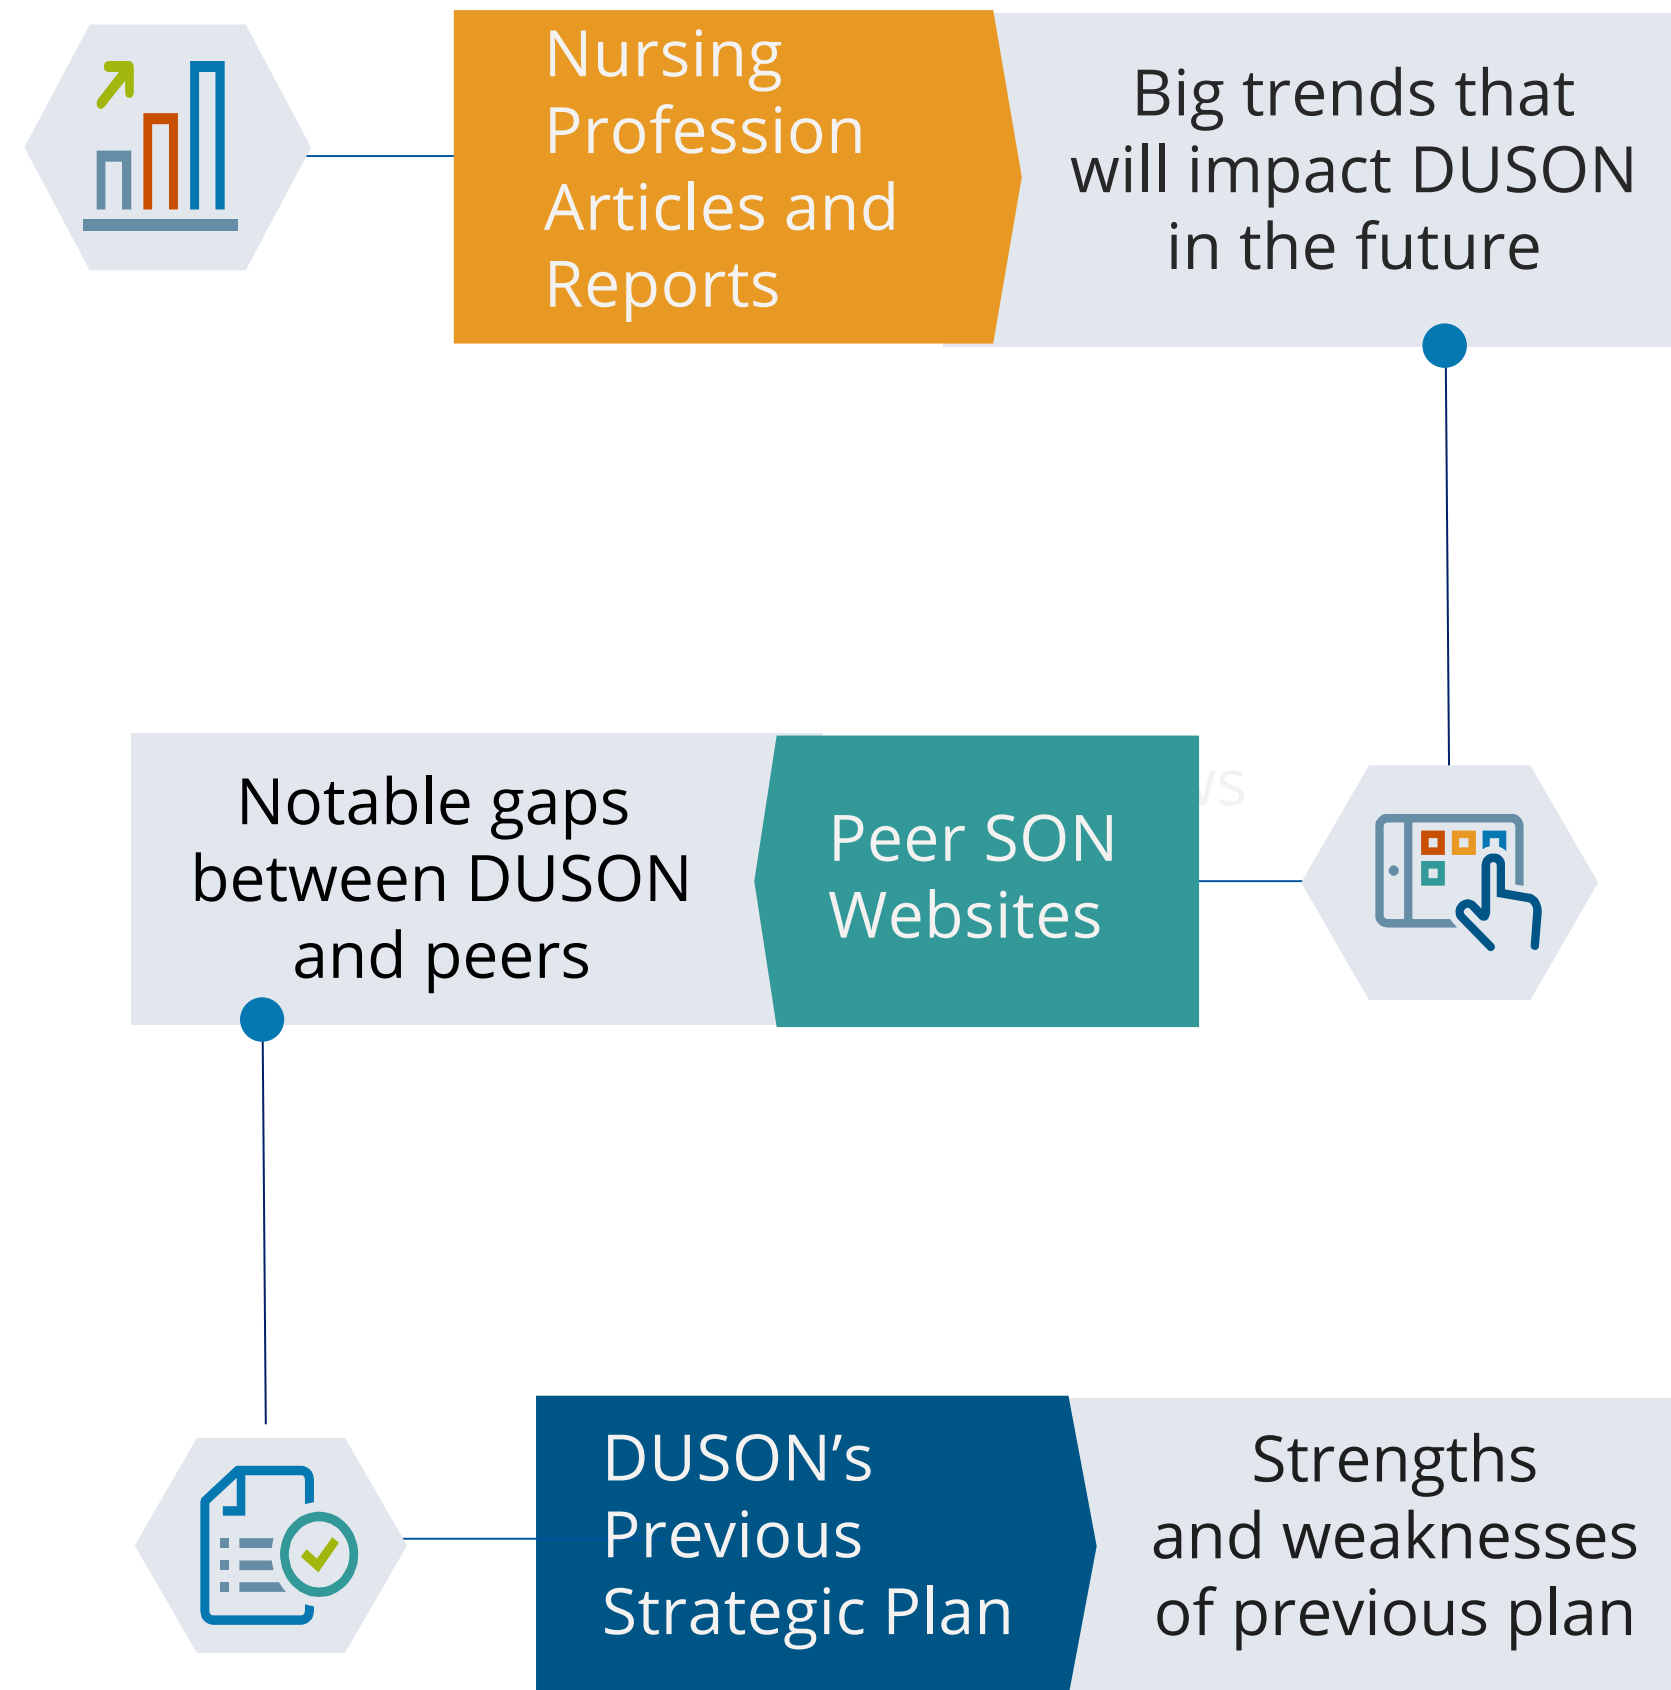 Nursing
Profession
Articles and
Reports
Big trends that
will impact DUSON
in the future
Notable gaps
between DUSON
and peers
Peer SON
Websites
DUSON’s
Previous
Strategic Plan
Strengths
and weaknesses
of previous plan